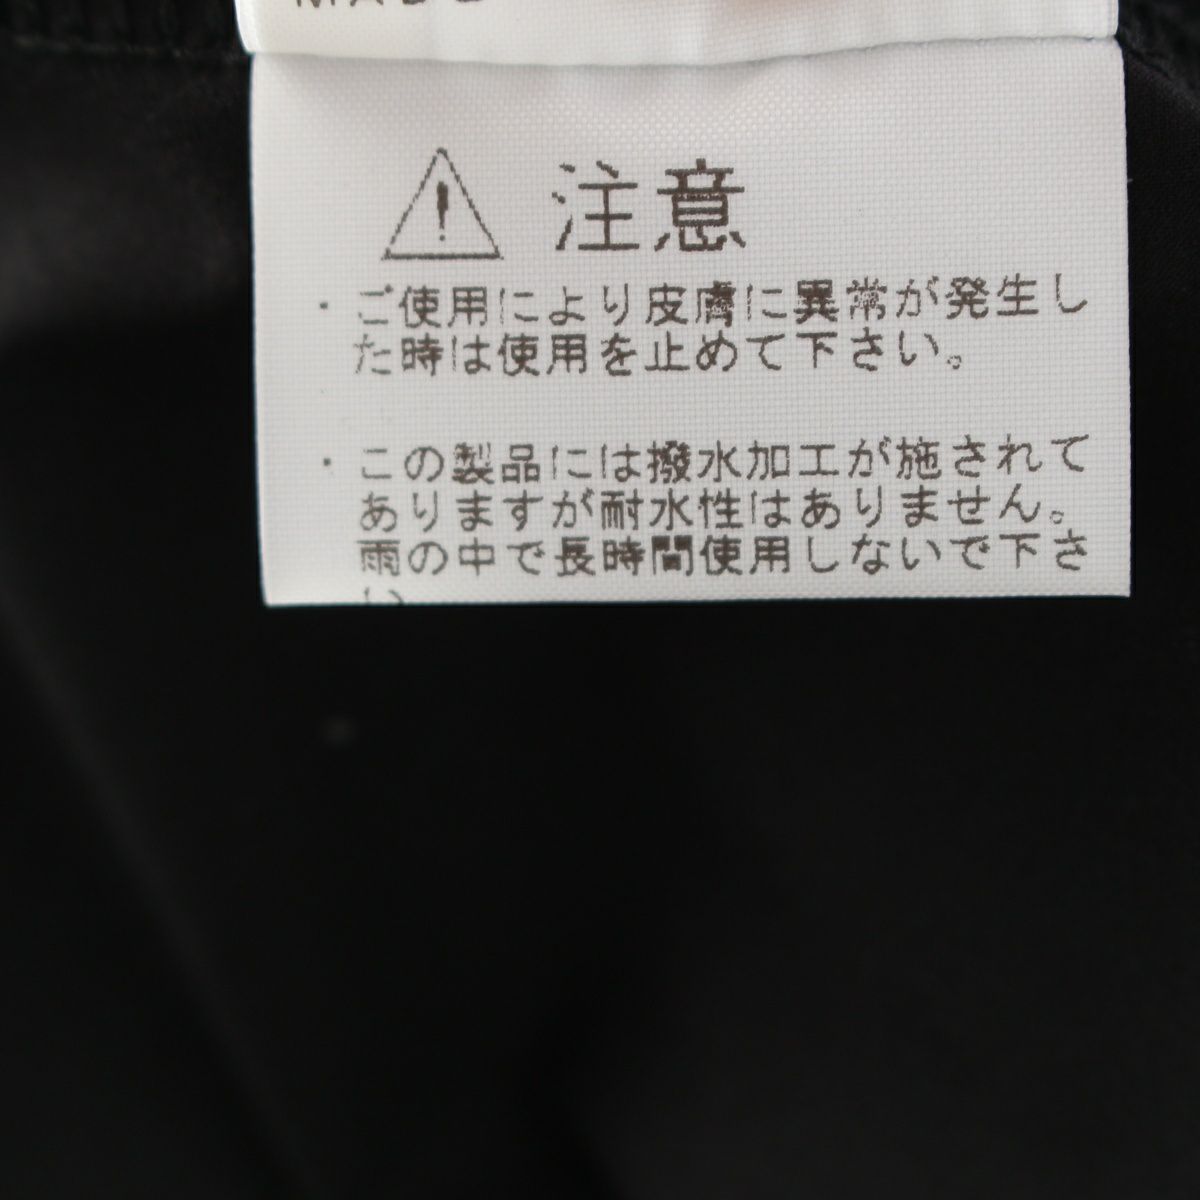 注意
・ご使用により皮膚に異常が発生し
た時は使用を止めて下さい。
・この製品には撥水加工が施されて
ありますが耐水性はありません。
雨の中で長時間使用しないで下さ
い